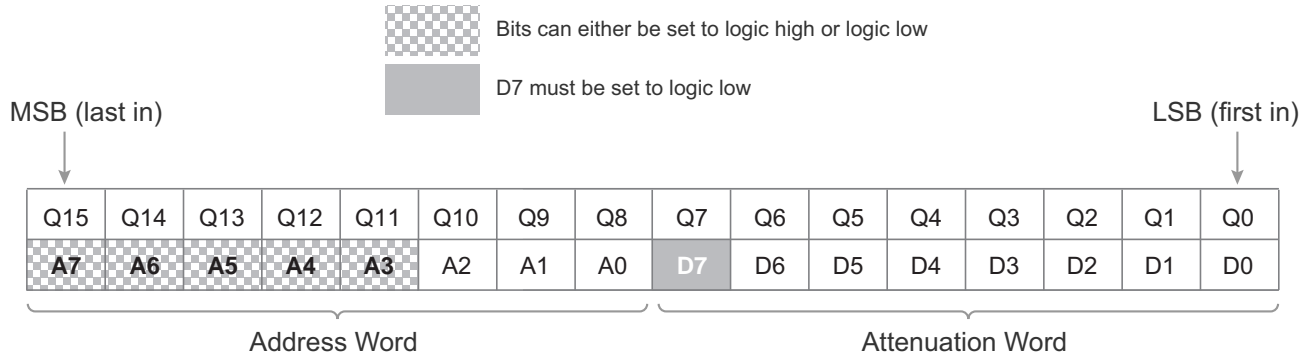 Bits can either be set to logic high or logic low
D7 must be set to logic low
MSB (last in) LSB (first in)
Q15 Q14 Q13 Q12 Q11 Q10 Q9 Q8 Q7 Q6 Q5 Q4 Q3 Q2 Q1 Q0
A7 A6 A5 A4 A3 A2 A1 A0 D7 D6 D5 D4 D3 D2 D1 D0
Address Word Attenuation Word